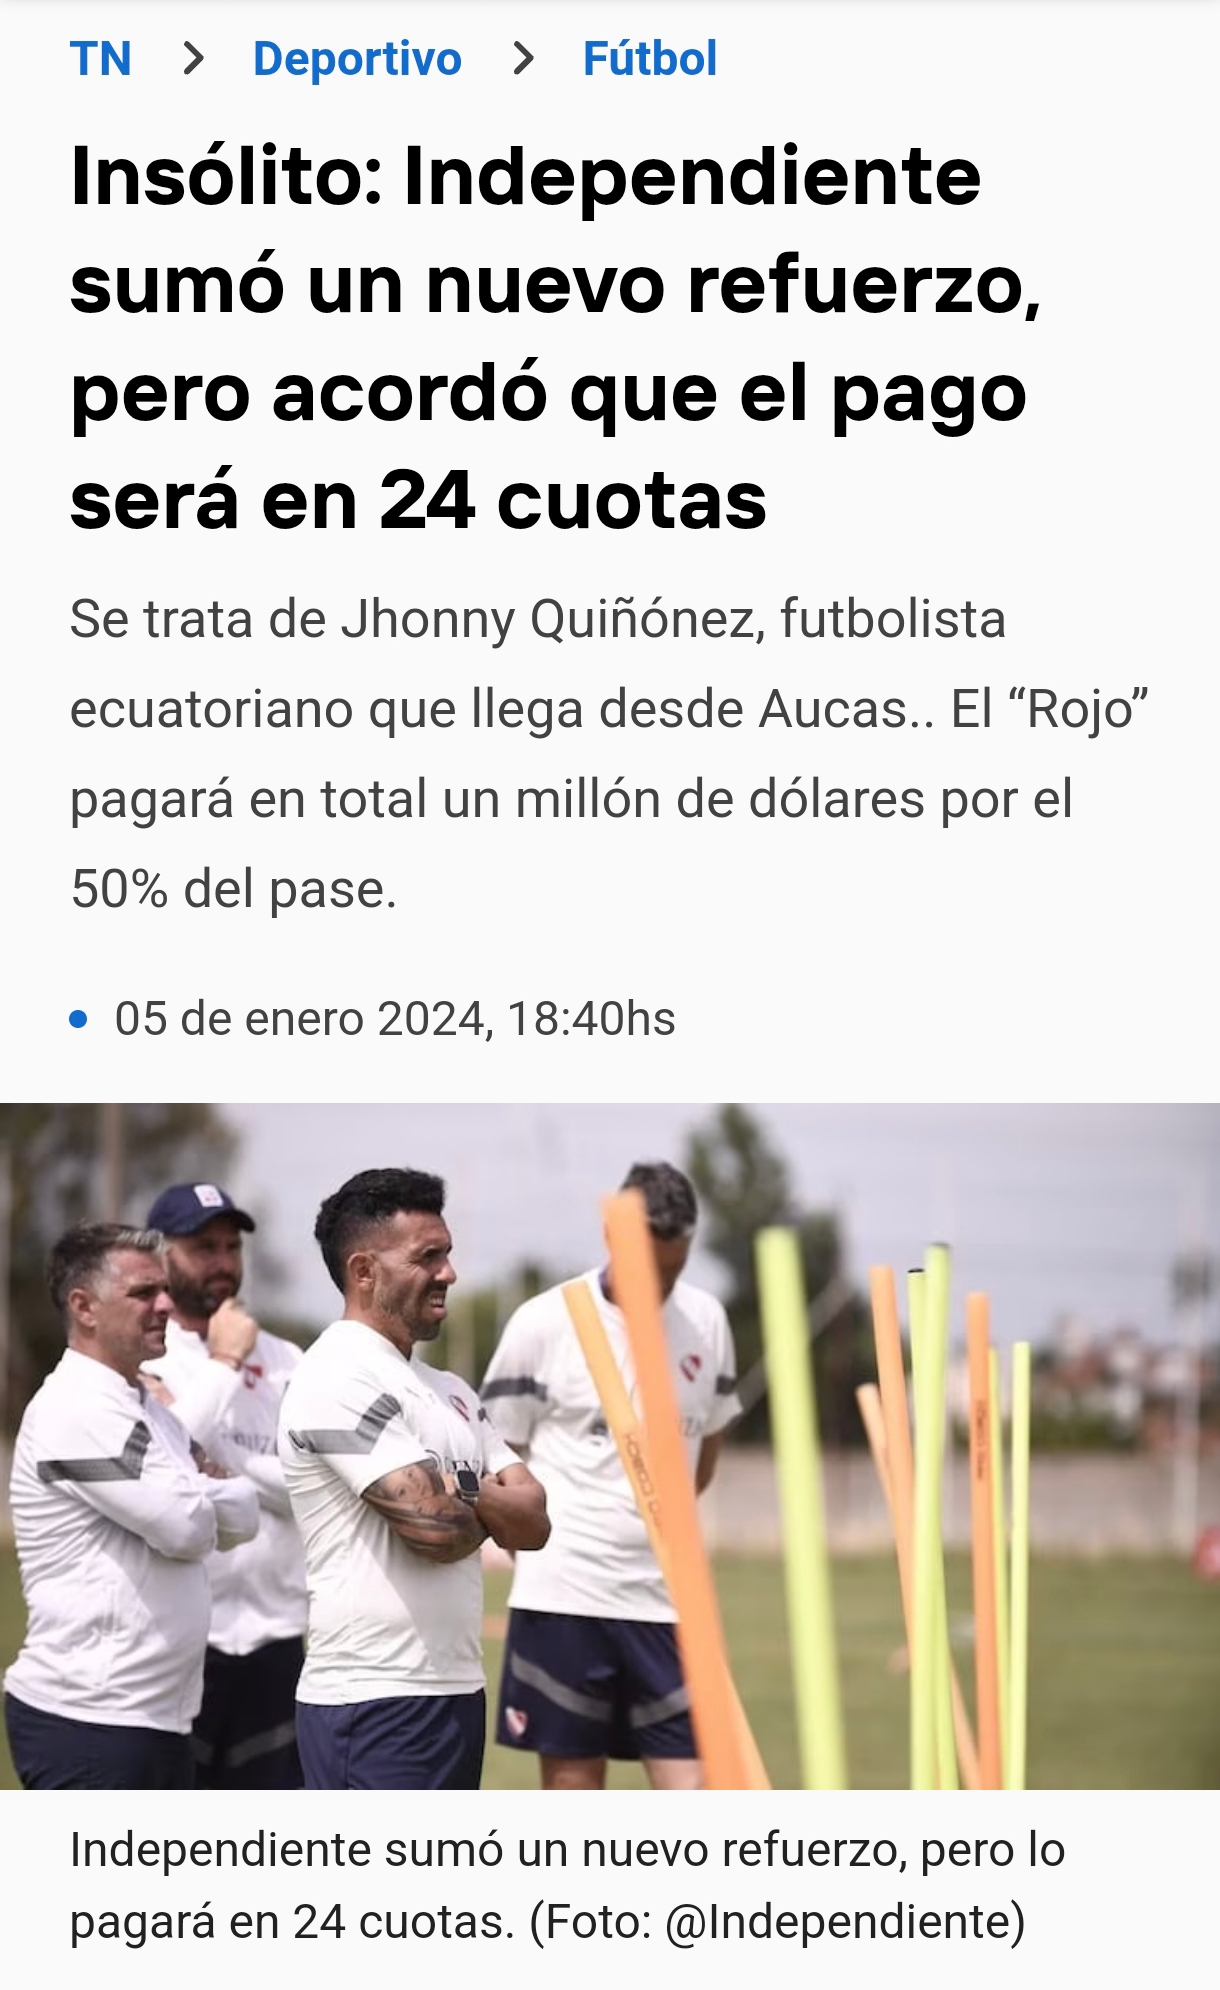 TN > Deportivo > Fútbol
Insólito: Independiente
sumó un nuevo refuerzo,
pero acordó que el pago
será en 24 cuotas
Se trata de Jhonny Quiñónez, futbolista
ecuatoriano que llega desde Aucas.. El “Rojo”
pagará en total un millón de dólares por el
50% del pase.
05 de enero 2024, 18:40hs
Independiente sumó un nuevo refuerzo, pero lo
pagará en 24 cuotas. (Foto: @Independiente)